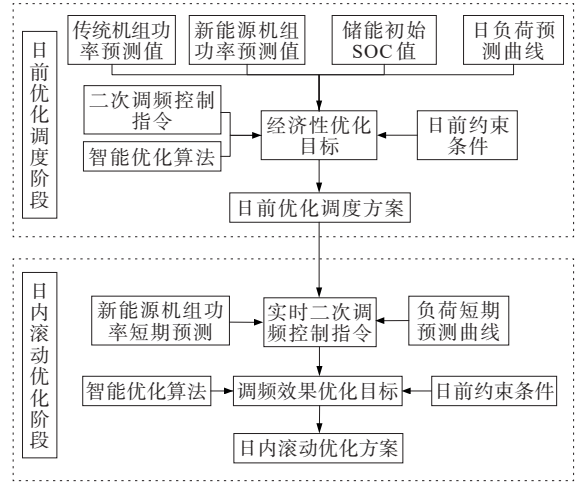 日前优化调度阶段
传统机组功
率预测值
新能源机组
功率预测值
储能初始
SOC值
日负荷预
测曲线
二次调频控制
指令
智能优化算法
经济性优化
目标
日前约束
条件
日前优化调度方案
日内滚动优化阶段
新能源机组功
率短期预测
实时二次调
频控制指令
负荷短期
预测曲线
智能优化算法
调频效果优化目标
日前约束条件
日内滚动优化方案